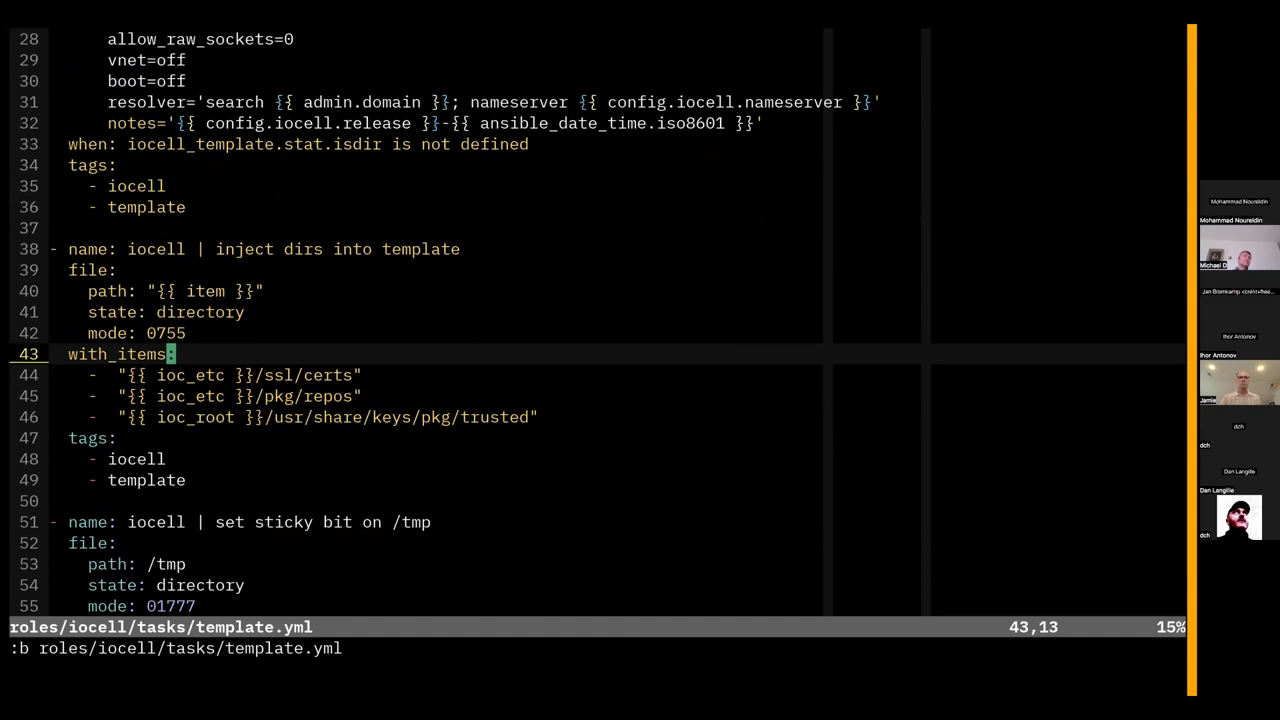 28       allow_raw_sockets=0
29       vnet=off
30       boot=off
31       resolver='search {{ admin.domain }}; nameserver {{ config.iocell.nameserver }}'
32       notes='{{ config.iocell.release }}-{{ ansible_date_time.iso8601 }}'
33   when: iocell_template.stat.isdir is not defined
34   tags:
35     - iocell
36     - template
37
38 - name: iocell | inject dirs into template
39   file:
40     path: "{{ item }}"
41     state: directory
42     mode: 0755
43   with_items:
44     -  "{{ ioc_etc }}/ssl/certs"
45     -  "{{ ioc_etc }}/pkg/repos"
46     -  "{{ ioc_root }}/usr/share/keys/pkg/trusted"
47   tags:
48     - iocell
49     - template
50
51 - name: iocell | set sticky bit on /tmp
52   file:
53     path: /tmp
54     state: directory
55     mode: 01777
roles/iocell/tasks/template.yml 43,13 15%
:b roles/iocell/tasks/template.yml
Mohammad Noureldin
Mohammad Noureldin
Michael D
Jan Bramkamp
Ihor Antonov
Ihor Antonov
Jamie
dch
dch
Dan Langille
Dan Langille
dch